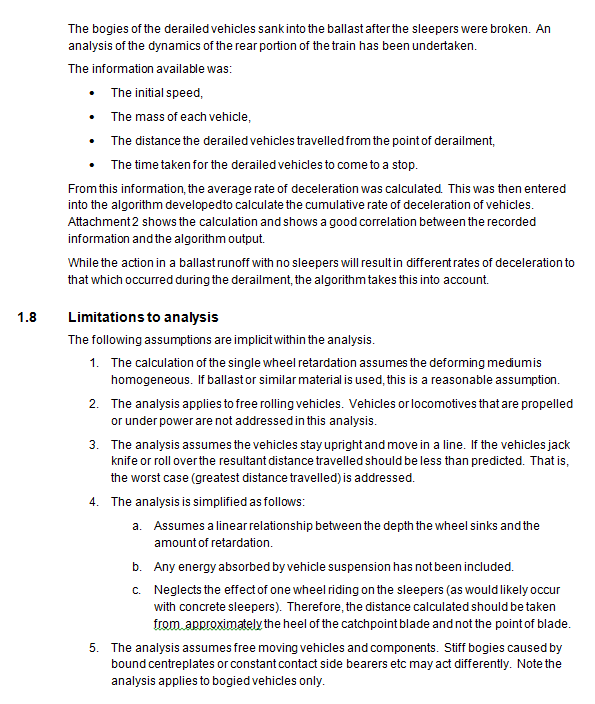 The bogies of the derailed vehicles sank into the ballast after the sleepers were broken. An
analysis of the dynamics of the rear portion of the train has been undertaken.
The information available was:
• The initial speed,
• The mass of each vehicle,
• The distance the derailed vehicles travelled from the point of derailment,
• The time taken for the derailed vehicles to come to a stop.
From this information, the average rate of deceleration was calculated. This was then entered
into the algorithm developed to calculate the cumulative rate of deceleration of vehicles.
Attachment 2 shows the calculation and shows a good correlation between the recorded
information and the algorithm output.
While the action in a ballast runoff with no sleepers will result in different rates of deceleration to
that which occurred during the derailment, the algorithm takes this into account.
1.8 Limitations to analysis
The following assumptions are implicit within the analysis.
1. The calculation of the single wheel retardation assumes the deforming medium is
homogeneous. If ballast or similar material is used, this is a reasonable assumption.
2. The analysis applies to free rolling vehicles. Vehicles or locomotives that are propelled
or under power are not addressed in this analysis.
3. The analysis assumes the vehicles stay upright and move in a line. If the vehicles jack
knife or roll over the resultant distance travelled should be less than predicted. That is,
the worst case (greatest distance travelled) is addressed.
4. The analysis is simplified as follows:
a. Assumes a linear relationship between the depth the wheel sinks and the
amount of retardation.
b. Any energy absorbed by vehicle suspension has not been included.
c. Neglects the effect of one wheel riding on the sleepers (as would likely occur
with concrete sleepers). Therefore, the distance calculated should be taken
from approximately the heel of the catchpoint blade and not the point of blade.
5. The analysis assumes free moving vehicles and components. Stiff bogies caused by
bound centreplates or constant contact side bearers etc may act differently. Note the
analysis applies to bogied vehicles only.